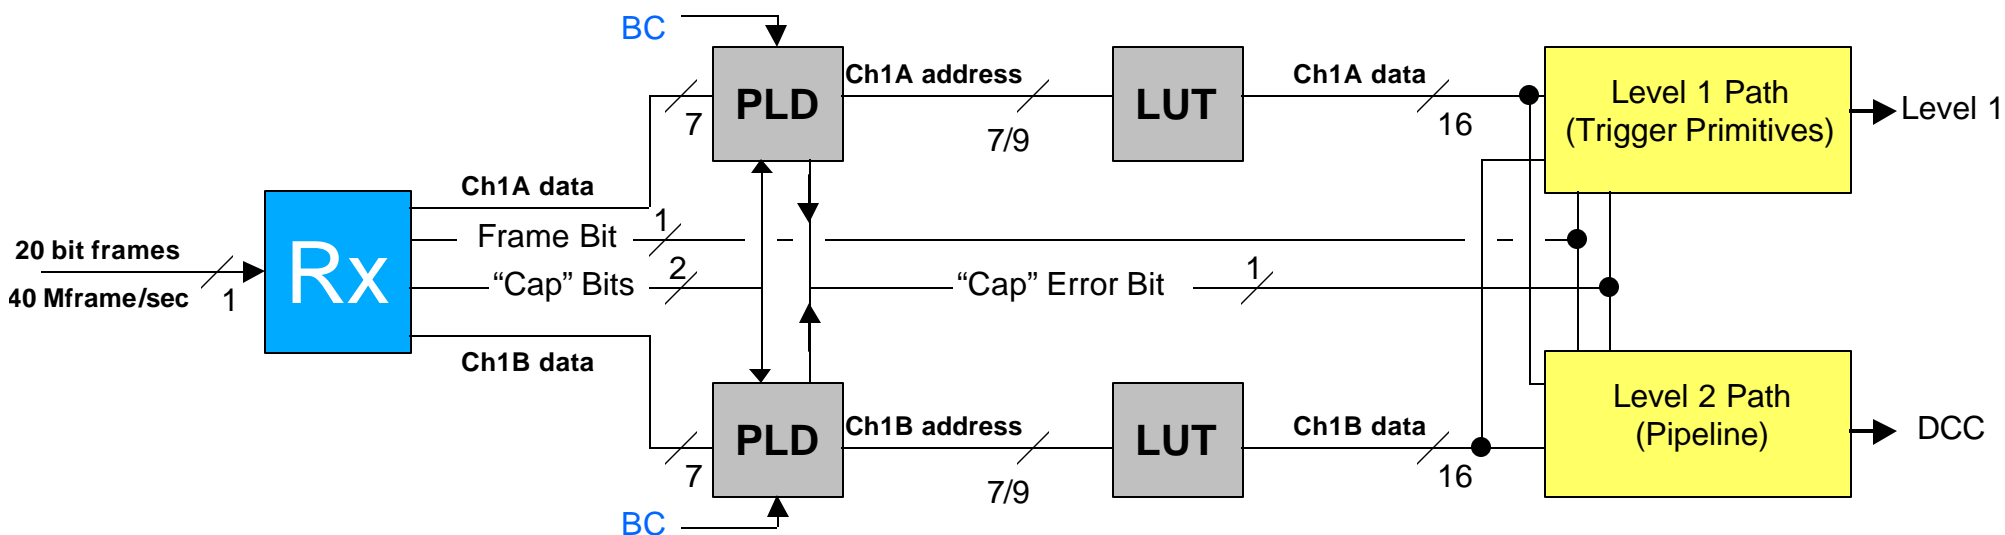 BC
PLD
Ch1A address
7/9
LUT
Ch1A data
16
Level 1 Path
(Trigger Primitives)
Level 1
7
Ch1A data
Frame Bit
1
20 bit frames
40 Mframe/sec
1
Rx
“Cap” Bits
2
“Cap” Error Bit
1
Ch1B data
7
PLD
Ch1B address
7/9
LUT
Ch1B data
16
Level 2 Path
(Pipeline)
DCC
BC